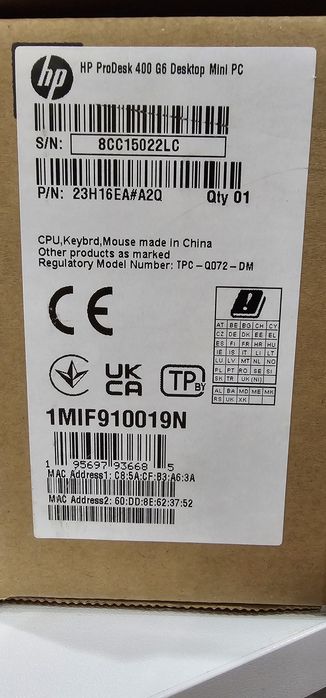 hp
HP ProDesk 400 G6 Desktop Mini PC
S/N: 8CC15022LC
P/N: 23H16EA#A2Q Qty 01
CPU,Keybrd,Mouse made in China
Other products as marked
Regulatory Model Number: TPC-Q072-DM
CE
AT BE BG CH CY
CZ DE DK EE EL
ES FI FR HR HU
IE IS IT LI LT
LU LV MT NL NO
PL PT RO SE SI
SK TR UK(NI)
AL BA MD ME MK
RS UK XK
UK
CA
TP BY
1MIF910019N
1 95697 93668 5
MAC Address1: C8:5A:CF:B3:A6:3A
MAC Address2: 60:DD:8E:62:37:52